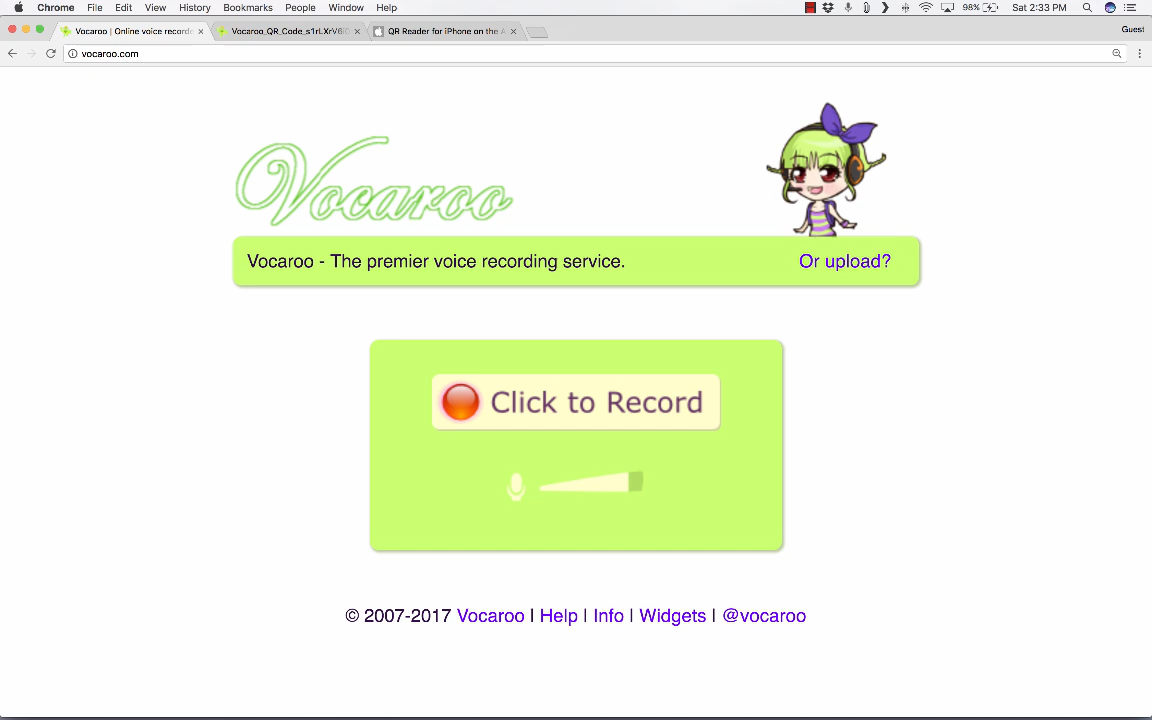 Chrome File Edit View History Bookmarks People Window Help 98% Sat 2:33 PM
Vocaroo | Online voice recorde Vocaroo_QR_Code_s1rLXrV6i QR Reader for iPhone on the A Guest
vocaroo.com
Vocaroo
Vocaroo - The premier voice recording service. Or upload?
Click to Record
© 2007-2017 Vocaroo | Help | Info | Widgets | @vocaroo